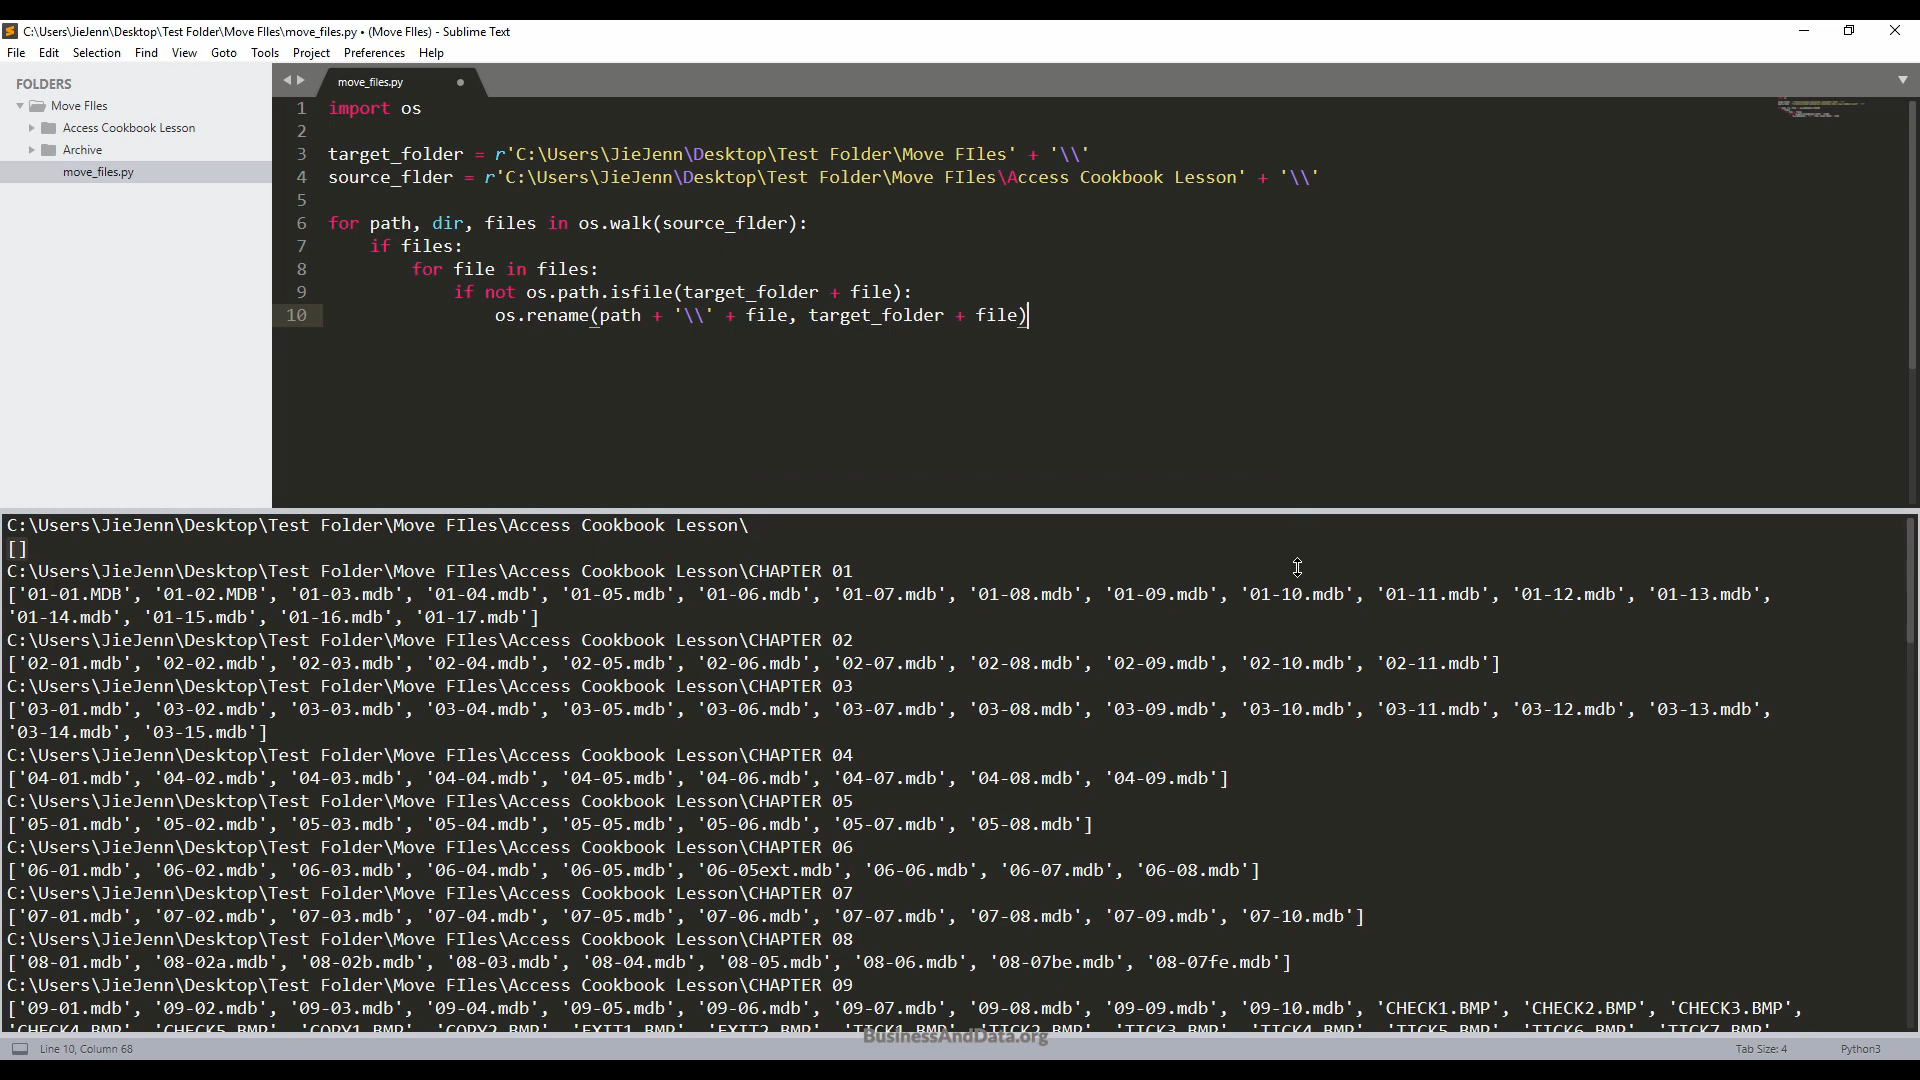 C:\Users\JieJenn\Desktop\Test Folder\Move FIles\move_files.py • (Move FIles) - Sublime Text
File Edit Selection Find View Goto Tools Project Preferences Help
FOLDERS
Move FIles
Access Cookbook Lesson
Archive
move_files.py
move_files.py
1 import os
2
3 target_folder = r'C:\Users\JieJenn\Desktop\Test Folder\Move FIles' + '\\'
4 source_flder = r'C:\Users\JieJenn\Desktop\Test Folder\Move FIles\Access Cookbook Lesson' + '\\'
5
6 for path, dir, files in os.walk(source_flder):
7 if files:
8 for file in files:
9 if not os.path.isfile(target_folder + file):
10 os.rename(path + '\\' + file, target_folder + file)
C:\Users\JieJenn\Desktop\Test Folder\Move FIles\Access Cookbook Lesson\
[]
C:\Users\JieJenn\Desktop\Test Folder\Move FIles\Access Cookbook Lesson\CHAPTER 01
['01-01.MDB', '01-02.MDB', '01-03.mdb', '01-04.mdb', '01-05.mdb', '01-06.mdb', '01-07.mdb', '01-08.mdb', '01-09.mdb', '01-10.mdb', '01-11.mdb', '01-12.mdb', '01-13.mdb',
'01-14.mdb', '01-15.mdb', '01-16.mdb', '01-17.mdb']
C:\Users\JieJenn\Desktop\Test Folder\Move FIles\Access Cookbook Lesson\CHAPTER 02
['02-01.mdb', '02-02.mdb', '02-03.mdb', '02-04.mdb', '02-05.mdb', '02-06.mdb', '02-07.mdb', '02-08.mdb', '02-09.mdb', '02-10.mdb', '02-11.mdb']
C:\Users\JieJenn\Desktop\Test Folder\Move FIles\Access Cookbook Lesson\CHAPTER 03
['03-01.mdb', '03-02.mdb', '03-03.mdb', '03-04.mdb', '03-05.mdb', '03-06.mdb', '03-07.mdb', '03-08.mdb', '03-09.mdb', '03-10.mdb', '03-11.mdb', '03-12.mdb', '03-13.mdb',
'03-14.mdb', '03-15.mdb']
C:\Users\JieJenn\Desktop\Test Folder\Move FIles\Access Cookbook Lesson\CHAPTER 04
['04-01.mdb', '04-02.mdb', '04-03.mdb', '04-04.mdb', '04-05.mdb', '04-06.mdb', '04-07.mdb', '04-08.mdb', '04-09.mdb']
C:\Users\JieJenn\Desktop\Test Folder\Move FIles\Access Cookbook Lesson\CHAPTER 05
['05-01.mdb', '05-02.mdb', '05-03.mdb', '05-04.mdb', '05-05.mdb', '05-06.mdb', '05-07.mdb', '05-08.mdb']
C:\Users\JieJenn\Desktop\Test Folder\Move FIles\Access Cookbook Lesson\CHAPTER 06
['06-01.mdb', '06-02.mdb', '06-03.mdb', '06-04.mdb', '06-05.mdb', '06-05ext.mdb', '06-06.mdb', '06-07.mdb', '06-08.mdb']
C:\Users\JieJenn\Desktop\Test Folder\Move FIles\Access Cookbook Lesson\CHAPTER 07
['07-01.mdb', '07-02.mdb', '07-03.mdb', '07-04.mdb', '07-05.mdb', '07-06.mdb', '07-07.mdb', '07-08.mdb', '07-09.mdb', '07-10.mdb']
C:\Users\JieJenn\Desktop\Test Folder\Move FIles\Access Cookbook Lesson\CHAPTER 08
['08-01.mdb', '08-02a.mdb', '08-02b.mdb', '08-03.mdb', '08-04.mdb', '08-05.mdb', '08-06.mdb', '08-07be.mdb', '08-07fe.mdb']
C:\Users\JieJenn\Desktop\Test Folder\Move FIles\Access Cookbook Lesson\CHAPTER 09
['09-01.mdb', '09-02.mdb', '09-03.mdb', '09-04.mdb', '09-05.mdb', '09-06.mdb', '09-07.mdb', '09-08.mdb', '09-09.mdb', '09-10.mdb', 'CHECK1.BMP', 'CHECK2.BMP', 'CHECK3.BMP',
'CHECK4.BMP', 'CHECK5.BMP', 'COPY1.BMP', 'COPY2.BMP', 'EXIT1.BMP', 'EXIT2.BMP', 'TICK1.BMP', 'TICK2.BMP', 'TICK3.BMP', 'TICK4.BMP', 'TICK5.BMP', 'TICK6.BMP', 'TICK7.BMP',
BusinessAndData.org
Line 10, Column 68 Tab Size: 4 Python3